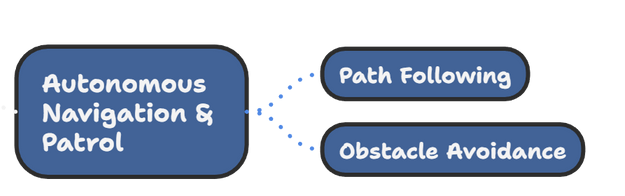 Autonomous
Navigation &
Patrol
Path Following
Obstacle Avoidance